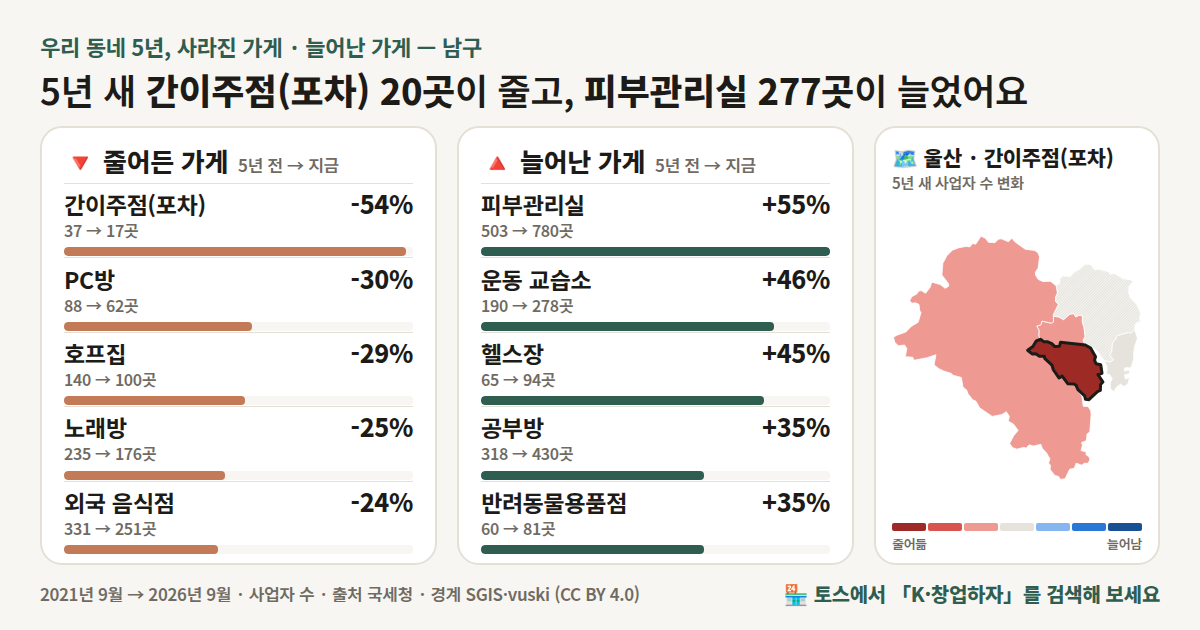 우리 동네 5년, 사라진 가게 · 늘어난 가게 — 남구
5년 새 간이주점(포차) 20곳이 줄고, 피부관리실 277곳이 늘었어요
줄어든 가게 5년 전 → 지금
간이주점(포차) -54%
37 → 17곳
PC방 -30%
88 → 62곳
호프집 -29%
140 → 100곳
노래방 -25%
235 → 176곳
외국 음식점 -24%
331 → 251곳
늘어난 가게 5년 전 → 지금
피부관리실 +55%
503 → 780곳
운동 교습소 +46%
190 → 278곳
헬스장 +45%
65 → 94곳
공부방 +35%
318 → 430곳
반려동물용품점 +35%
60 → 81곳
울산 · 간이주점(포차)
5년 새 사업자 수 변화
줄어듦 늘어남
2021년 9월 → 2026년 9월 · 사업자 수 · 출처 국세청 · 경계 SGIS·vuski (CC BY 4.0)
토스에서 「K·창업하자」를 검색해 보세요